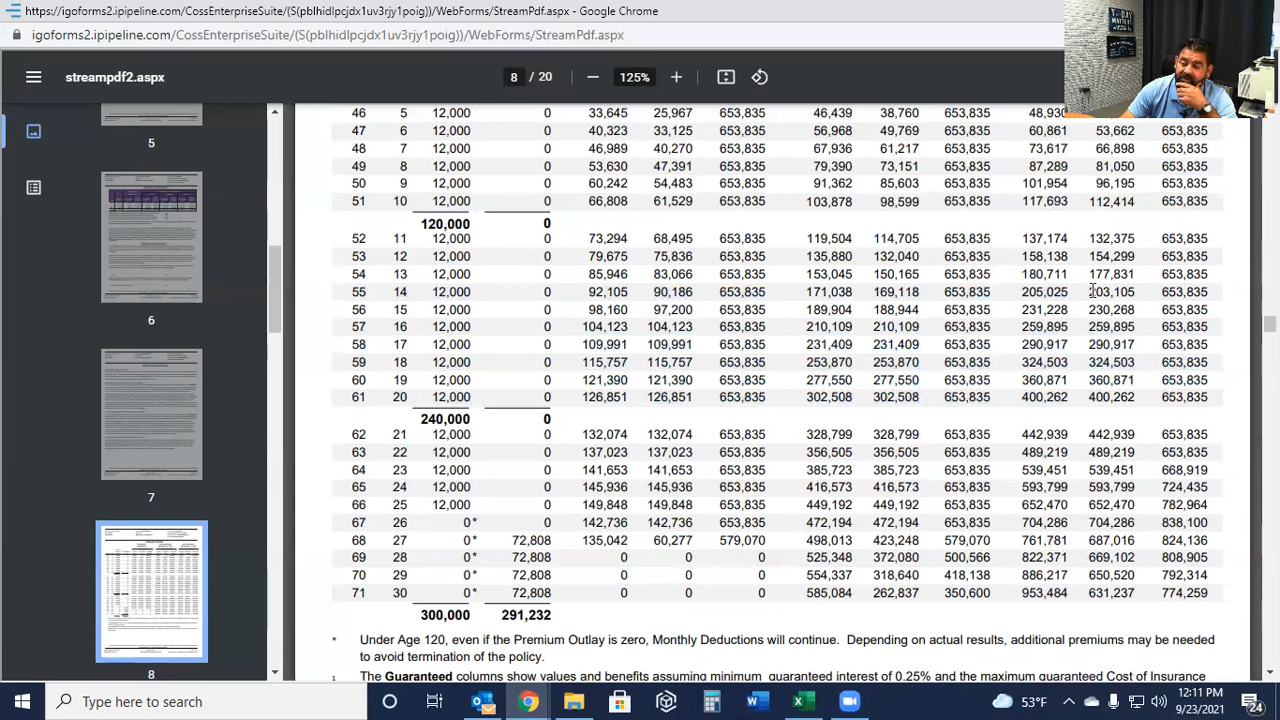 https://igoforms2.ipipeline.com/CossEnterpriseSuite/(S(pblhidlpcjdx1uv3rjy1poig))/WebForms/StreamPdf.aspx - Google Chrome
igoforms2.ipipeline.com/CossEnterpriseSuite/(S(pblhidlpcjdx1uv3rjy1poig))/WebForms/StreamPdf.aspx
TODAY MATTERS
streampdf2.aspx 8 / 20 125%
5
6
7
8
46 5 12,000 33,645 25,967 653,835 46,439 38,760 653,835 48,930
47 6 12,000 0 40,323 33,125 653,835 56,968 49,769 653,835 60,861 53,662 653,835
48 7 12,000 0 46,989 40,270 653,835 67,936 61,217 653,835 73,617 66,898 653,835
49 8 12,000 0 53,630 47,391 653,835 79,390 73,151 653,835 87,289 81,050 653,835
50 9 12,000 0 60,242 54,483 653,835 91,362 85,603 653,835 101,954 96,195 653,835
51 10 12,000 0 66,808 61,529 653,835 103,878 98,599 653,835 117,693 112,414 653,835
120,000 0
52 11 12,000 0 73,294 68,495 653,835 119,504 114,705 653,835 137,174 132,375 653,835
53 12 12,000 0 79,675 75,836 653,835 135,880 132,040 653,835 158,138 154,299 653,835
54 13 12,000 0 85,946 83,066 653,835 153,045 150,165 653,835 180,711 177,831 653,835
55 14 12,000 0 92,105 90,186 653,835 171,038 169,118 653,835 205,025 203,105 653,835
56 15 12,000 0 98,160 97,200 653,835 189,904 188,944 653,835 231,228 230,268 653,835
57 16 12,000 0 104,123 104,123 653,835 210,109 210,109 653,835 259,895 259,895 653,835
58 17 12,000 0 109,991 109,991 653,835 231,409 231,409 653,835 290,917 290,917 653,835
59 18 12,000 0 115,757 115,757 653,835 253,870 253,870 653,835 324,503 324,503 653,835
60 19 12,000 0 121,390 121,390 653,835 277,550 277,550 653,835 360,871 360,871 653,835
61 20 12,000 0 126,851 126,851 653,835 302,508 302,508 653,835 400,262 400,262 653,835
240,000 0
62 21 12,000 0 132,074 132,074 653,835 328,799 328,799 653,835 442,939 442,939 653,835
63 22 12,000 0 137,023 137,023 653,835 356,505 356,505 653,835 489,219 489,219 653,835
64 23 12,000 0 141,653 141,653 653,835 385,723 385,723 653,835 539,451 539,451 668,919
65 24 12,000 0 145,936 145,936 653,835 416,573 416,573 653,835 593,799 593,799 724,435
66 25 12,000 0 149,848 149,848 653,835 449,192 449,192 653,835 652,470 652,470 782,964
67 26 0* 0 142,736 142,736 653,835 472,194 472,194 653,835 704,286 704,286 838,100
68 27 0* 72,808 135,042 60,277 579,070 498,013 423,248 579,070 761,731 687,016 824,136
69 28 0* 72,808 0 0 0 525,348 372,080 500,566 822,371 669,102 808,905
70 29 0* 72,808 0 0 0 554,337 318,640 418,138 886,217 650,520 792,314
71 30 0* 72,808 0 0 0 585,084 262,837 350,600 953,484 631,237 774,259
300,000 291,232
* Under Age 120, even if the Premium Outlay is zero, Monthly Deductions will continue. Depending on actual results, additional premiums may be needed
to avoid termination of the policy.
1 The Guaranteed columns show values and benefits assuming minimum guaranteed interest of 0.25% and the maximum guaranteed Cost of Insurance
Type here to search
53°F
12:11 PM
9/23/2021
24